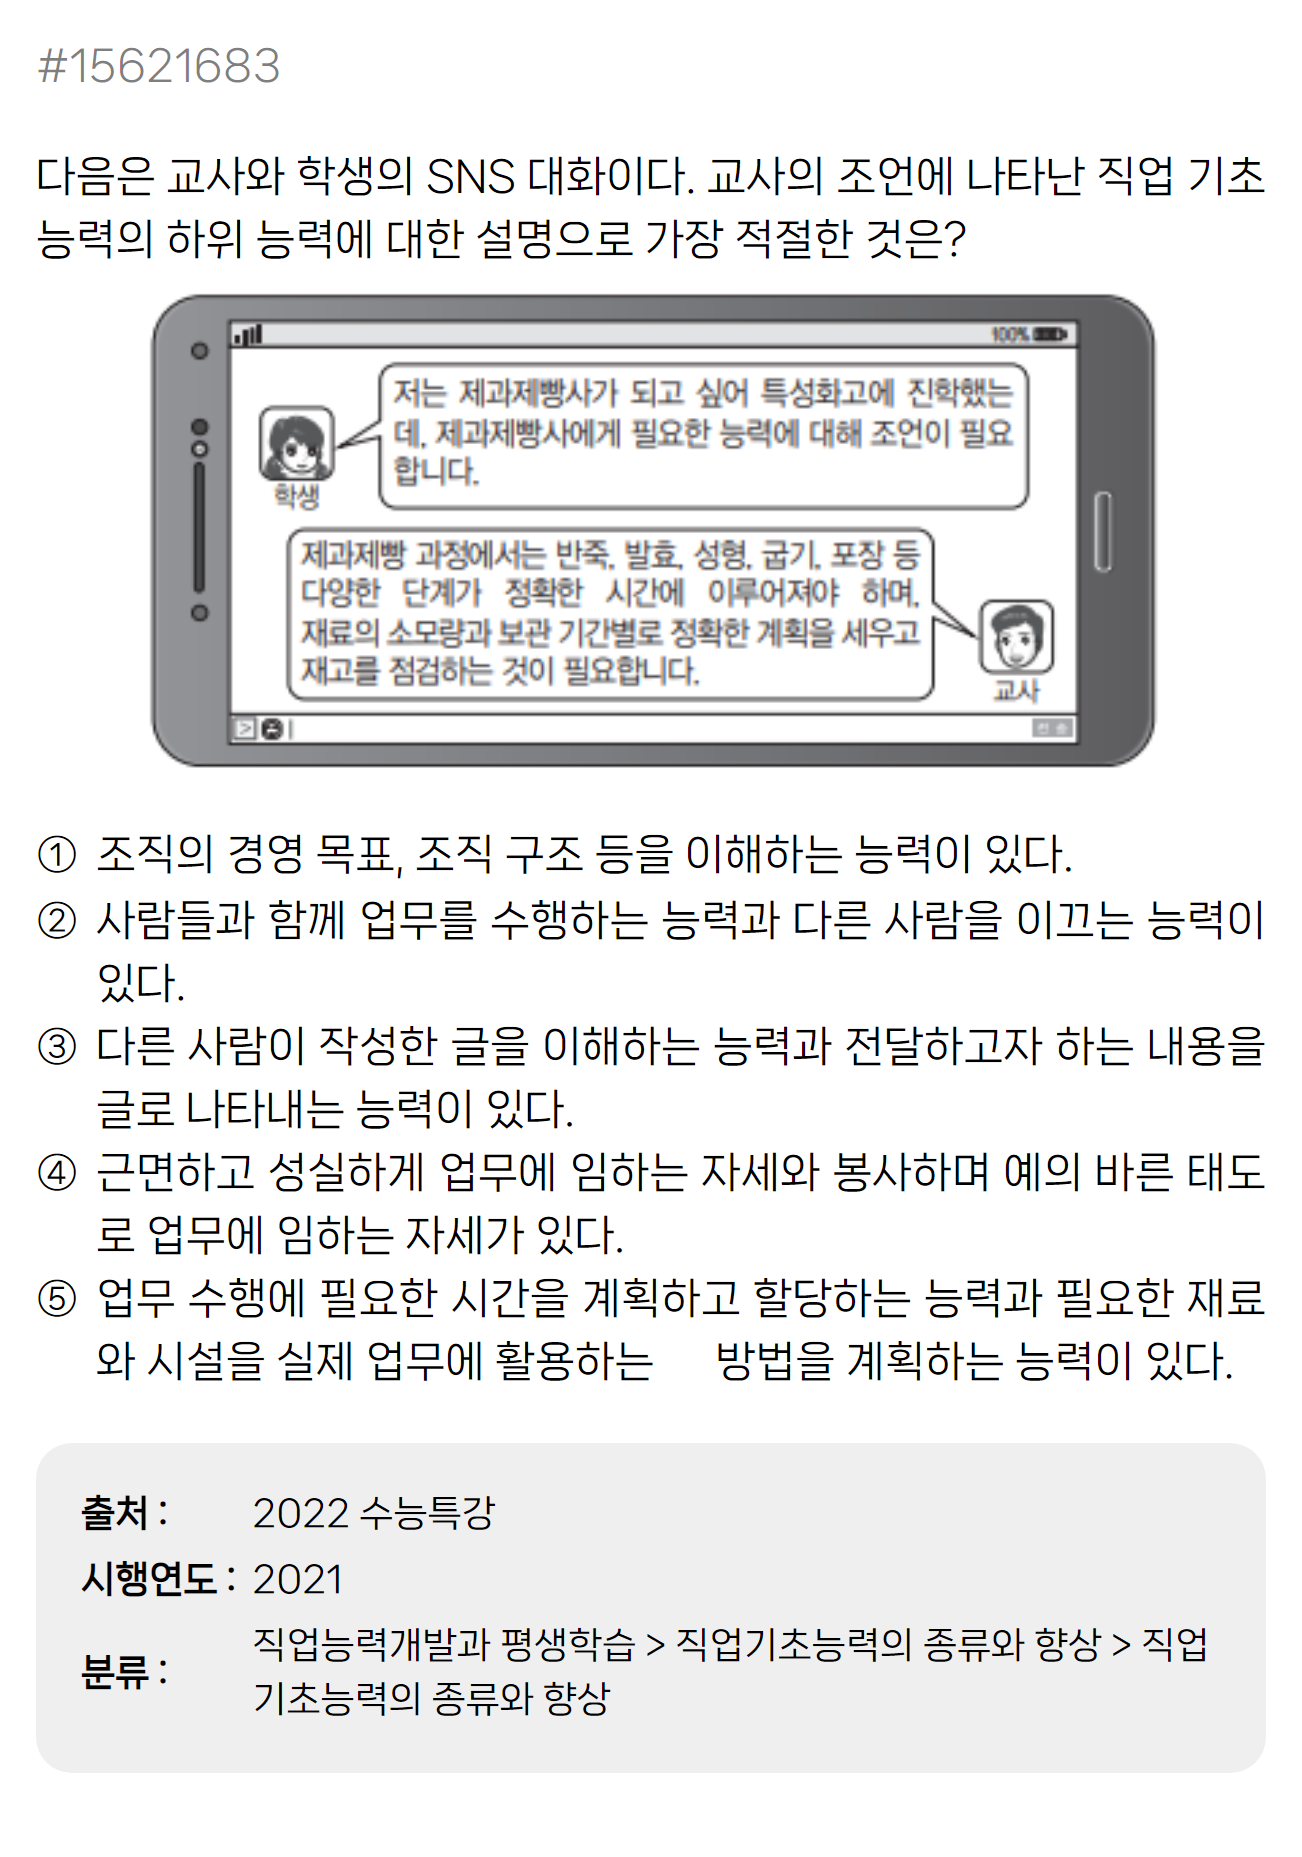 #15621683
다음은 교사와 학생의 SNS 대화이다. 교사의 조언에 나타난 직업 기초
능력의 하위 능력에 대한 설명으로 가장 적절한 것은?
100%
저는 제과제빵사가 되고 싶어 특성화고에 진학했는
데, 제과제빵사에게 필요한 능력에 대해 조언이 필요
합니다.
학생
제과제빵 과정에서는 반죽, 발효, 성형, 굽기, 포장 등
다양한 단계가 정확한 시간에 이루어져야 하며,
재료의 소모량과 보관 기간별로 정확한 계획을 세우고
재고를 점검하는 것이 필요합니다.
교사
전송
① 조직의 경영 목표, 조직 구조 등을 이해하는 능력이 있다.
② 사람들과 함께 업무를 수행하는 능력과 다른 사람을 이끄는 능력이
있다.
③ 다른 사람이 작성한 글을 이해하는 능력과 전달하고자 하는 내용을
글로 나타내는 능력이 있다.
④ 근면하고 성실하게 업무에 임하는 자세와 봉사하며 예의 바른 태도
로 업무에 임하는 자세가 있다.
⑤ 업무 수행에 필요한 시간을 계획하고 할당하는 능력과 필요한 재료
와 시설을 실제 업무에 활용하는 방법을 계획하는 능력이 있다.
출처 : 2022 수능특강
시행연도 : 2021
분류 : 직업능력개발과 평생학습 > 직업기초능력의 종류와 향상 > 직업
기초능력의 종류와 향상